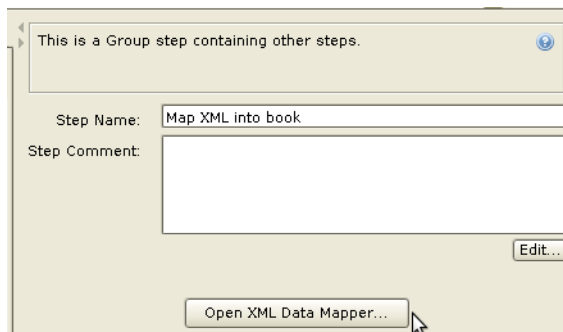 This is a Group step containing other steps.
Step Name: Map XML into book
Step Comment:
Edit...
Open XML Data Mapper...